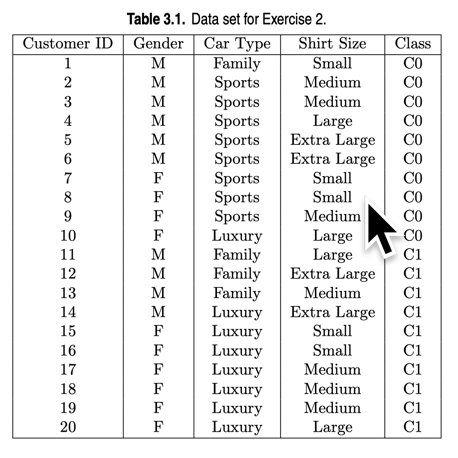 Table 3.1. Data set for Exercise 2.
Customer ID Gender Car Type Shirt Size Class
1 M Family Small C0
2 M Sports Medium C0
3 M Sports Medium C0
4 M Sports Large C0
5 M Sports Extra Large C0
6 M Sports Extra Large C0
7 F Sports Small C0
8 F Sports Small C0
9 F Sports Medium C0
10 F Luxury Large C0
11 M Family Large C1
12 M Family Extra Large C1
13 M Family Medium C1
14 M Luxury Extra Large C1
15 F Luxury Small C1
16 F Luxury Small C1
17 F Luxury Medium C1
18 F Luxury Medium C1
19 F Luxury Medium C1
20 F Luxury Large C1